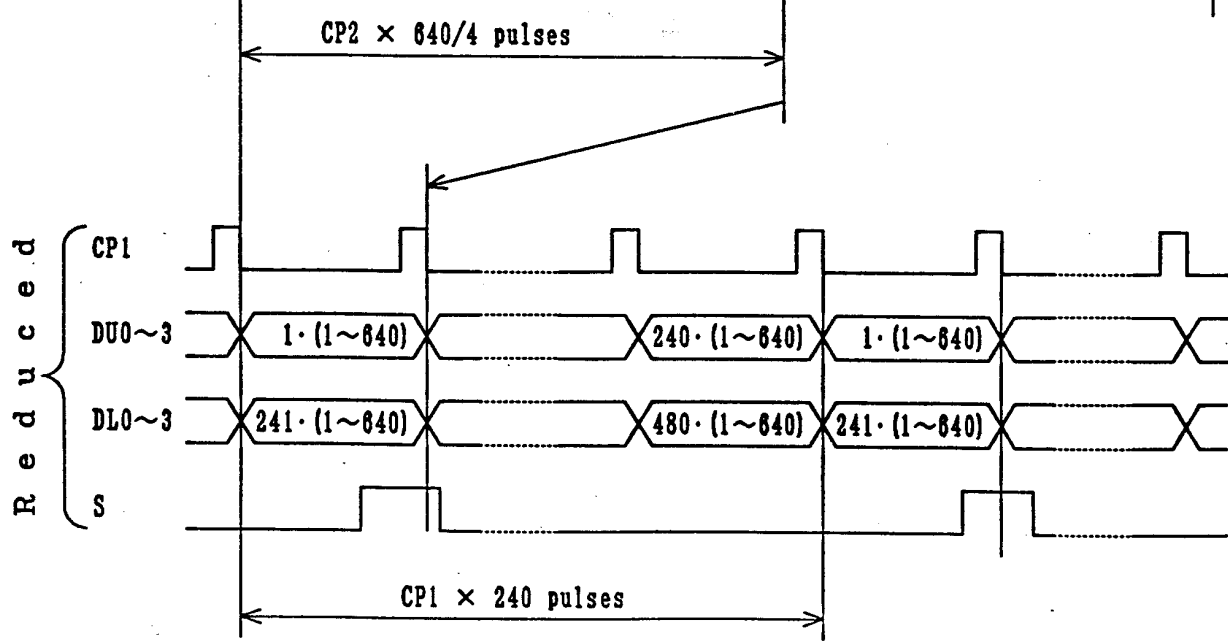 CP2 × 640/4 pulses
Reduced
CP1
DU0~3 1·(1~640) 240·(1~640) 1·(1~640)
DL0~3 241·(1~640) 480·(1~640) 241·(1~640)
S
CP1 × 240 pulses